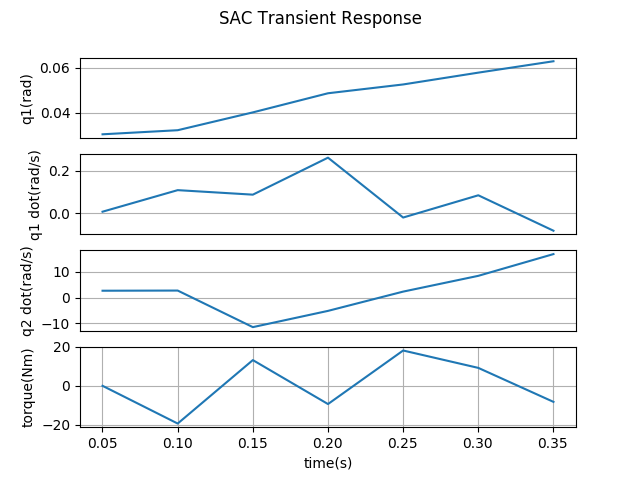 SAC Transient Response
q1(rad)
0.06
0.04
q1 dot(rad/s)
0.2
0.0
q2 dot(rad/s)
10
0
−10
torque(Nm)
20
0
−20
0.05 0.10 0.15 0.20 0.25 0.30 0.35
time(s)